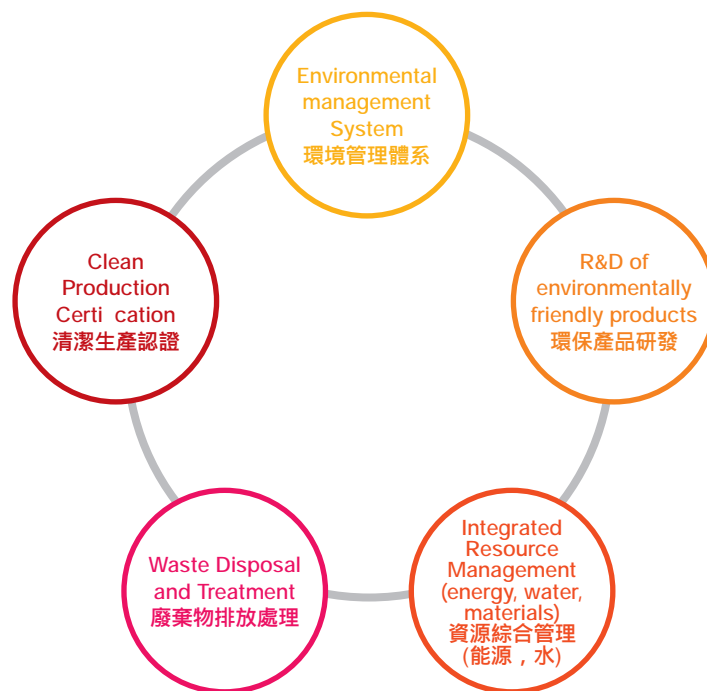 Environmental
management
System
環境管理體系
R&D of
environmentally
friendly products
環保產品研發
Integrated
Resource
Management
(energy, water,
materials)
資源綜合管理
(能源，水)
Waste Disposal
and Treatment
廢棄物排放處理
Clean
Production
Certi cation
清潔生產認證